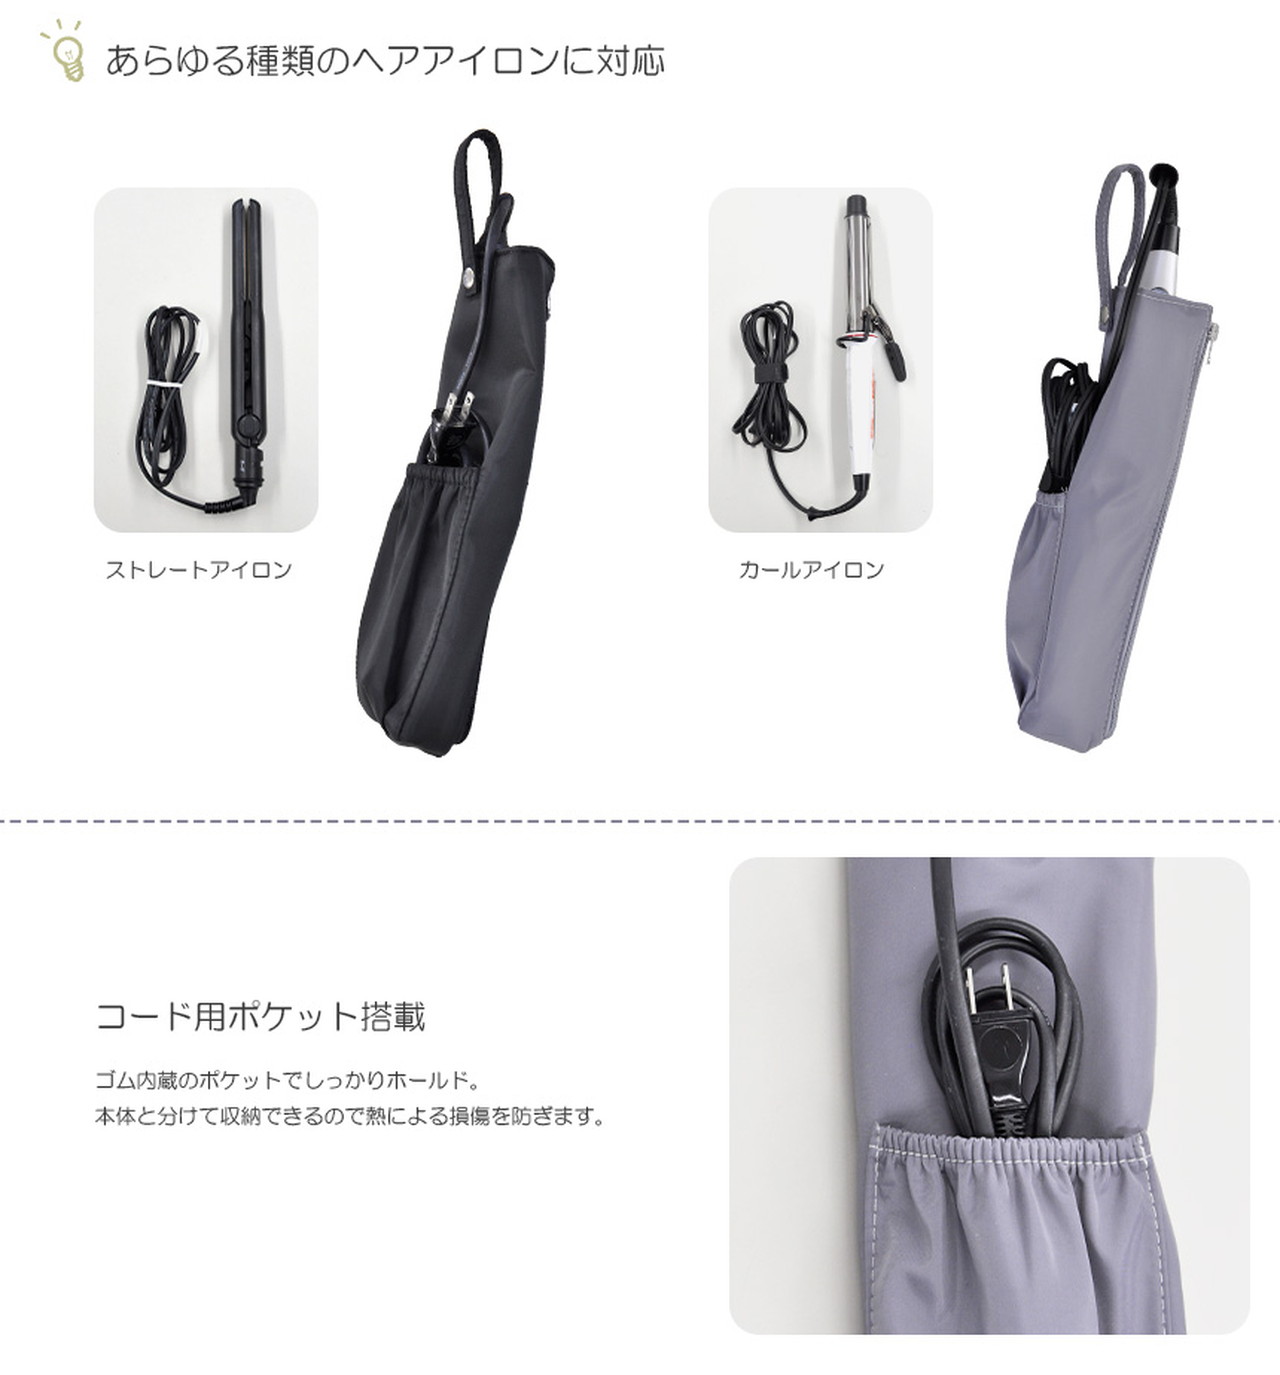 あらゆる種類のヘアアイロンに対応
ストレートアイロン
カールアイロン
コード用ポケット搭載
ゴム内蔵のポケットでしっかりホールド。
本体と分けて収納できるので熱による損傷を防ぎます。